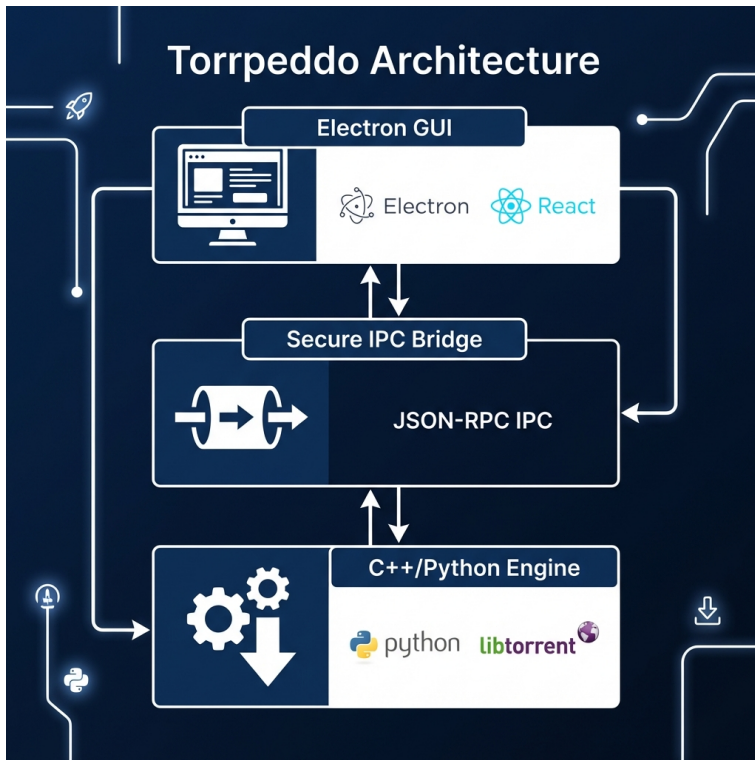 Torrpeddo Architecture
Electron GUI
Electron React
Secure IPC Bridge
JSON-RPC IPC
C++/Python Engine
python libtorrent